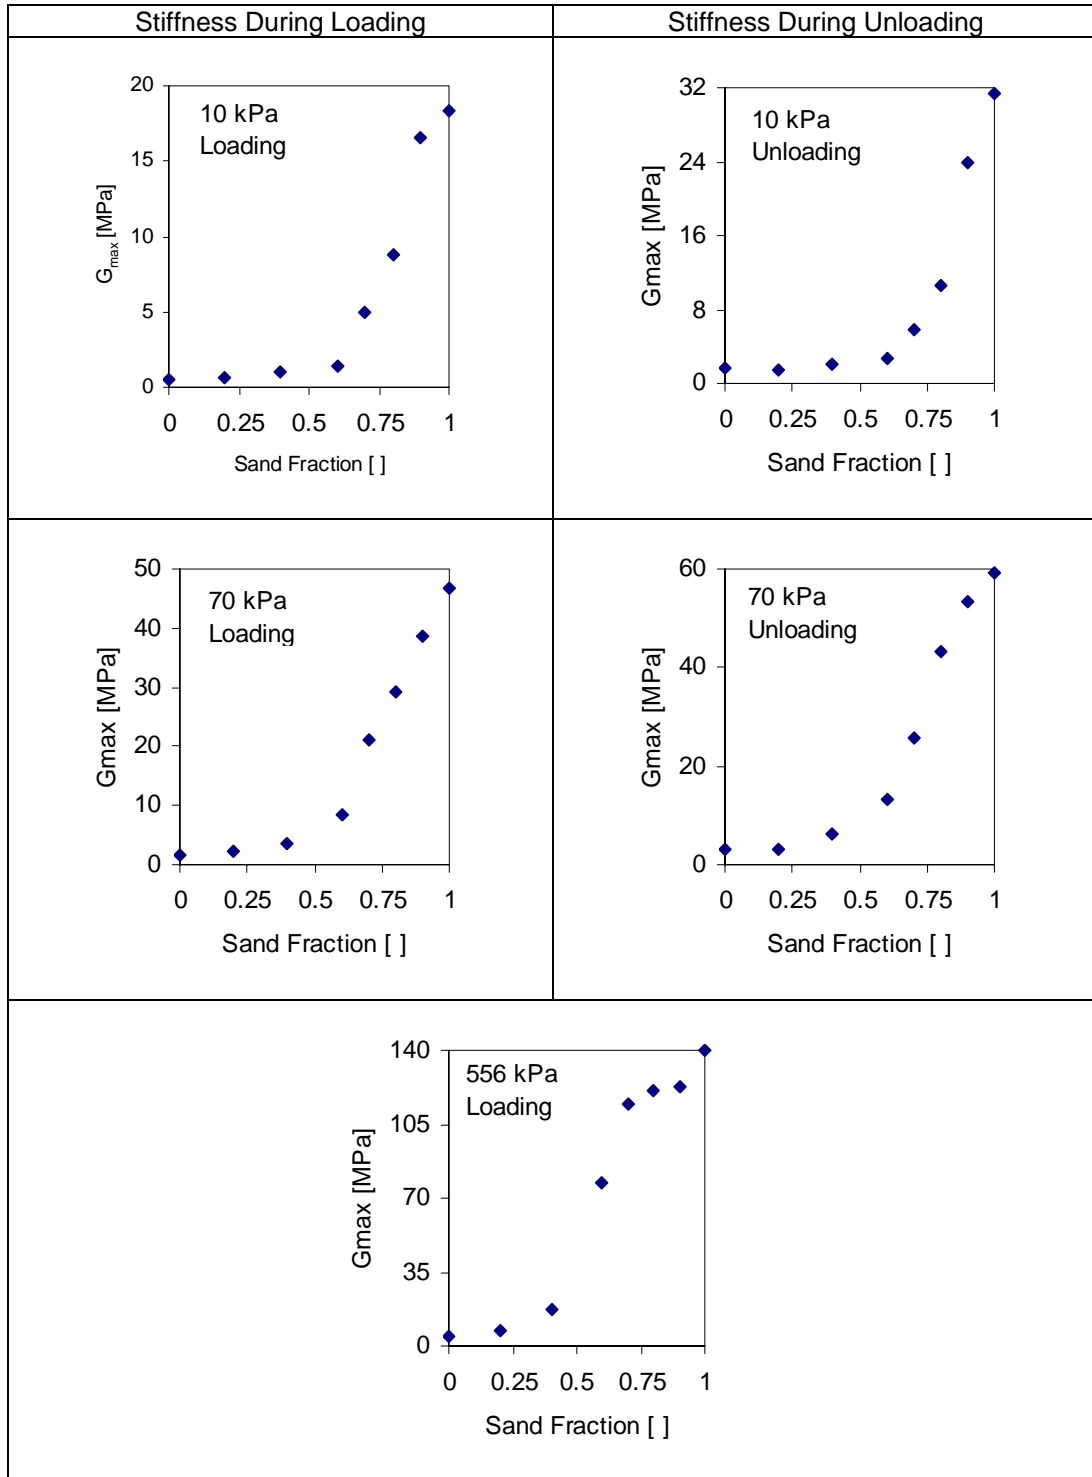 Stiffness During Loading
Stiffness During Unloading
20
15
10
5
0
10 kPa
Loading
Gmax [MPa]
0 0.25 0.5 0.75 1
Sand Fraction [ ]
32
24
16
8
0
10 kPa
Unloading
Gmax [MPa]
0 0.25 0.5 0.75 1
Sand Fraction [ ]
50
40
30
20
10
0
70 kPa
Loading
Gmax [MPa]
0 0.25 0.5 0.75 1
Sand Fraction [ ]
60
40
20
0
70 kPa
Unloading
Gmax [MPa]
0 0.25 0.5 0.75 1
Sand Fraction [ ]
140
105
70
35
0
556 kPa
Loading
Gmax [MPa]
0 0.25 0.5 0.75 1
Sand Fraction [ ]